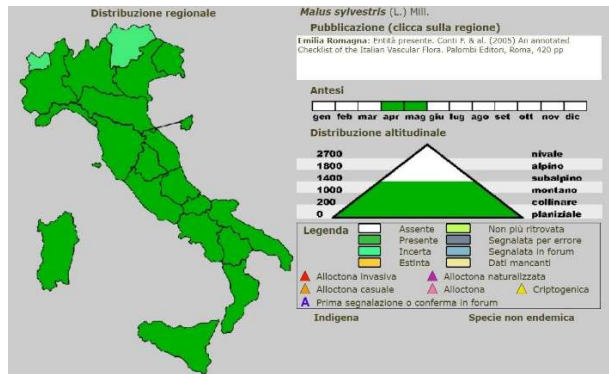 Distribuzione regionale
Malus sylvestris (L.) Mill.
Pubblicazione (clicca sulla regione)
Emilia Romagna: Entità presente. Conti F. & al. (2005) An annotated
Checklist of the Italian Vascular Flora. Palombi Editori, Roma, 420 pp
Antesi
gen feb mar apr mag giu lug ago set ott nov dic
Distribuzione altitudinale
2700 nivale
1800 alpino
1400 subalpino
1000 montano
200 collinare
0 planiziale
Legenda
Assente Non più ritrovata
Presente Segnalata per errore
Incerta Segnalata in forum
Estinta Dati mancanti
Alloctona invasiva Alloctona naturalizzata
Alloctona casuale Alloctona Criptogenica
A Prima segnalazione o conferma in forum
Indigena Specie non endemica